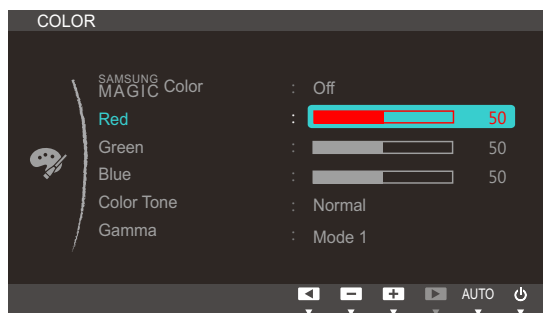 COLOR
SAMSUNG MAGIC Color : Off
Red : 50
Green : 50
Blue : 50
Color Tone : Normal
Gamma : Mode 1
AUTO